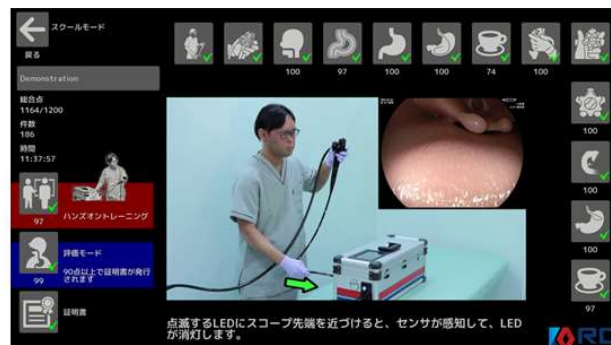 スクールモード
戻る
Demonstration
総合点
1164/1200
件数
186
時間
11:37:57
97
ハンズオントレーニング
評価モード
90点以上で証明書が発行
されます
99
証明書
100
97
100
100
74
100
100
100
100
97
点滅するLEDにスコープ先端を近づけると、センサが感知して、LED
が消灯します。